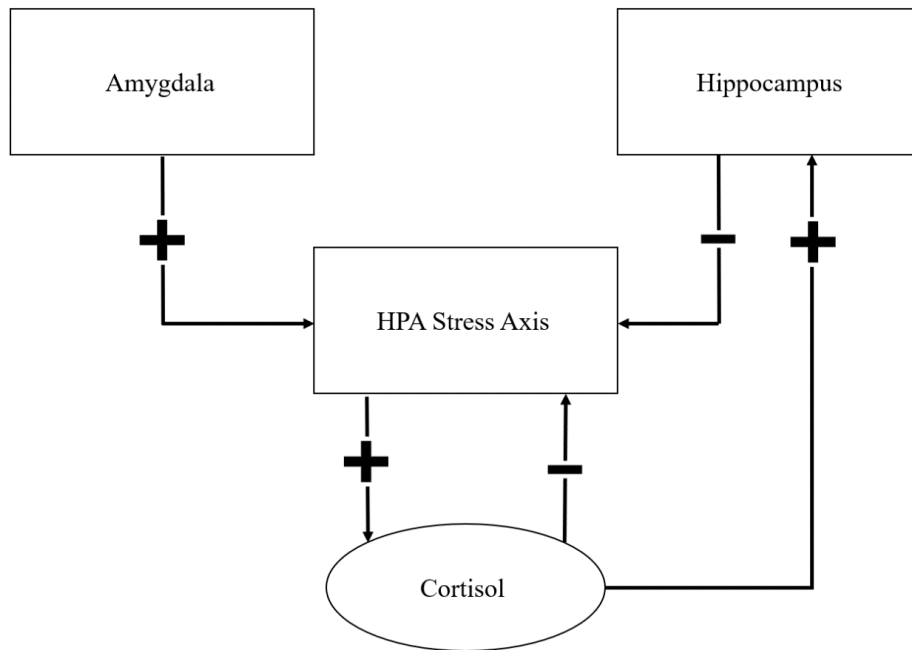 Amygdala
Hippocampus
+
−
+
HPA Stress Axis
+
−
Cortisol